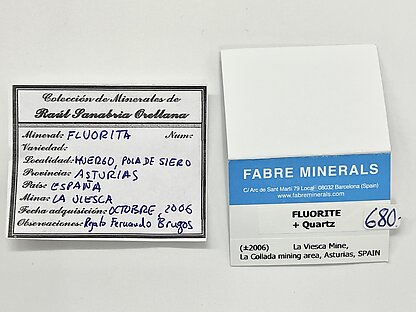 Colección de Minerales de
Raúl Sanabria Orellana
Mineral: FLUORITA Num:
Variedad:
Localidad: HUERGO, POLA DE SIERO
Provincia: ASTURIAS
País: ESPAÑA
Mina: LA VIESCA
Fecha adquisición: OCTUBRE, 2006
Observaciones: Rgalo Fernando Brugos
FABRE MINERALS
C/ Arc de Sant Martí 79 Local 08032 Barcelona (Spain)
www.fabreminerals.com
FLUORITE
+ Quartz
680.-
(±2006) La Viesca Mine,
La Collada mining area, Asturias, SPAIN